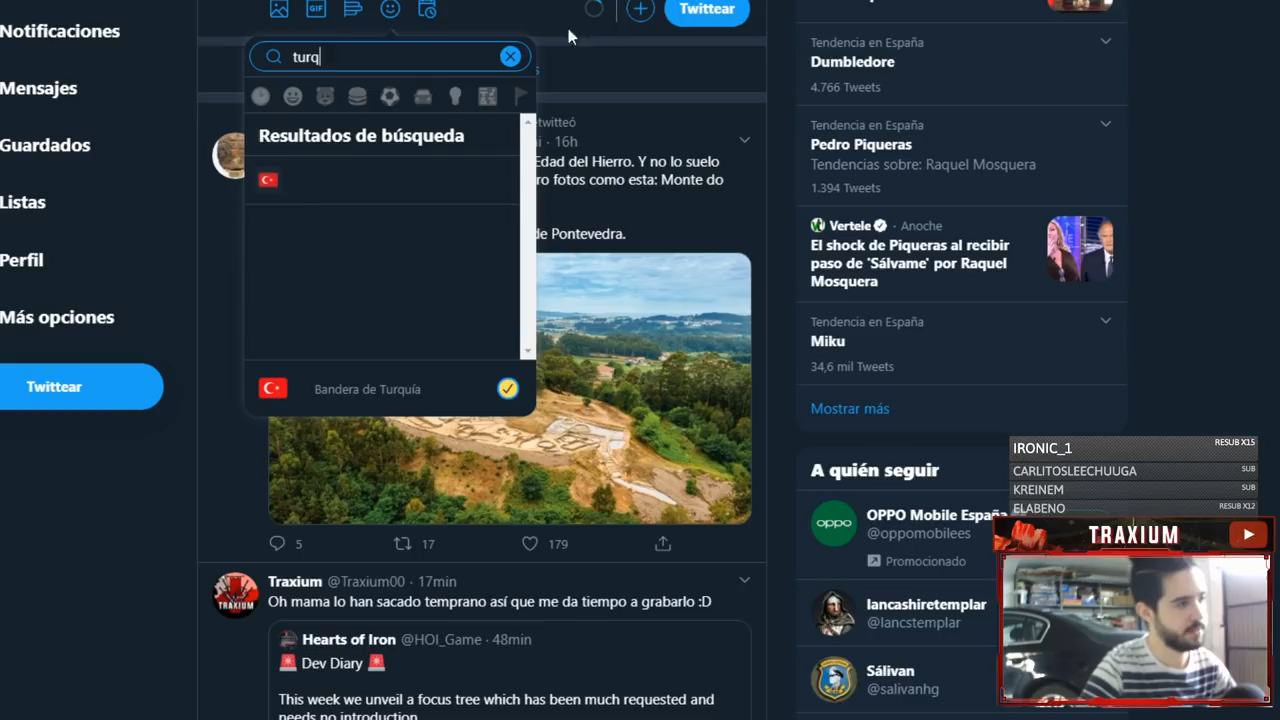 Notificaciones
Mensajes
Guardados
Listas
Perfil
Más opciones
Twittear
GIF
Twittear
turq
Resultados de búsqueda
Bandera de Turquía
16h
Edad del Hierro. Y no lo suelo
fotos como esta: Monte do
de Pontevedra.
5
17
179
Traxium @Traxium00 · 17min
Oh mama lo han sacado temprano así que me da tiempo a grabarlo :D
Hearts of Iron @HOI_Game · 48min
🚨 Dev Diary 🚨
This week we unveil a focus tree which has been much requested and
needs no introduction
Tendencia en España
Dumbledore
4.766 Tweets
Tendencia en España
Pedro Piqueras
Tendencias sobre: Raquel Mosquera
1.394 Tweets
Vertele · Anoche
El shock de Piqueras al recibir
paso de 'Sálvame' por Raquel
Mosquera
Tendencia en España
Miku
34,6 mil Tweets
Mostrar más
A quién seguir
OPPO Mobile España
@oppomobilees
Promocionado
lancashiretemplar
@lancstemplar
Sálivan
@salivanhg
IRONIC_1 RESUB X15
CARLITOSLEECHUUGA SUB
KREINEM SUB
ELABENO RESUB X12
TRAXIUM